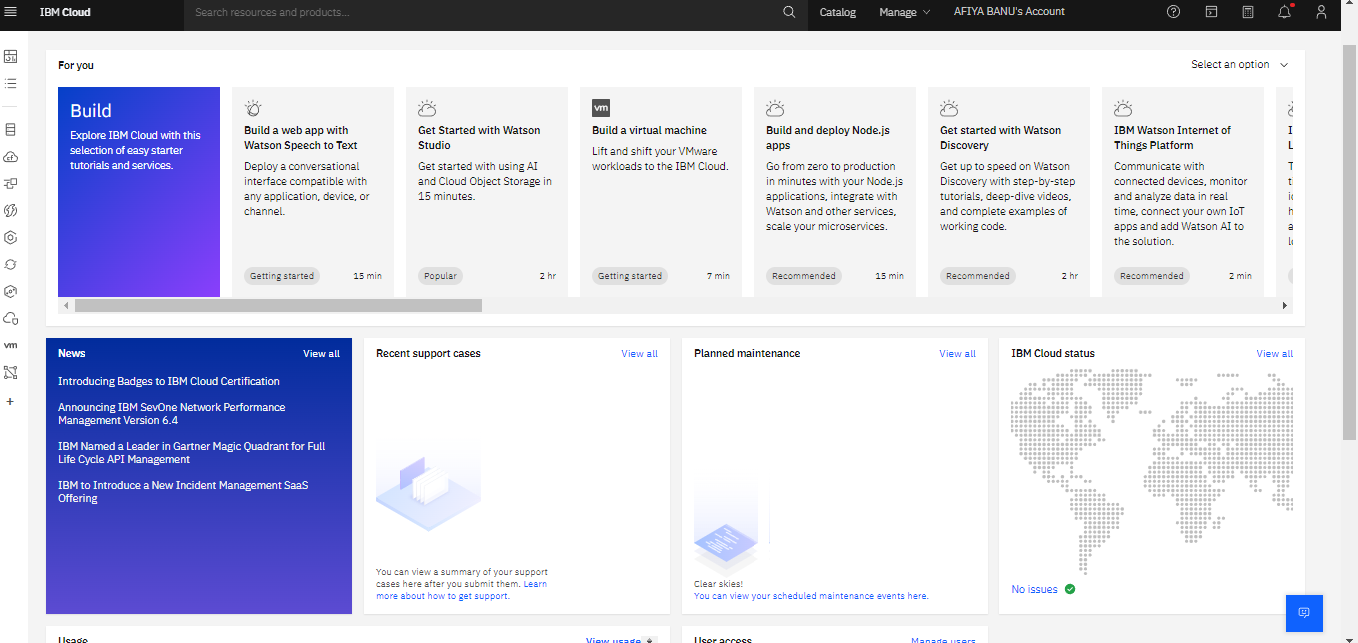 IBM Cloud
Search resources and products...
Catalog
Manage
AFIYA BANU's Account
For you
Select an option
Build
Explore IBM Cloud with this
selection of easy starter
tutorials and services.
Build a web app with
Watson Speech to Text
Deploy a conversational
interface compatible with
any application, device, or
channel.
Getting started
15 min
Get Started with Watson
Studio
Get started with using AI
and Cloud Object Storage in
15 minutes.
Popular
2 hr
vm
Build a virtual machine
Lift and shift your VMware
workloads to the IBM Cloud.
Getting started
7 min
Build and deploy Node.js
apps
Go from zero to production
in minutes with your Node.js
applications, integrate with
Watson and other services,
scale your microservices.
Recommended
15 min
Get started with Watson
Discovery
Get up to speed on Watson
Discovery with step-by-step
tutorials, deep-dive videos,
and complete examples of
working code.
Recommended
2 hr
IBM Watson Internet of
Things Platform
Communicate with
connected devices, monitor
and analyze data in real
time, connect your own IoT
apps and add Watson AI to
the solution.
Recommended
2 min
vm
News
View all
Introducing Badges to IBM Cloud Certification
Announcing IBM SevOne Network Performance
Management Version 6.4
IBM Named a Leader in Gartner Magic Quadrant for Full
Life Cycle API Management
IBM to Introduce a New Incident Management SaaS
Offering
Recent support cases
View all
You can view a summary of your support
cases here after you submit them. Learn
more about how to get support.
Planned maintenance
View all
Clear skies!
You can view your scheduled maintenance events here.
IBM Cloud status
View all
No issues
Usage
View usage
User access
Manage users